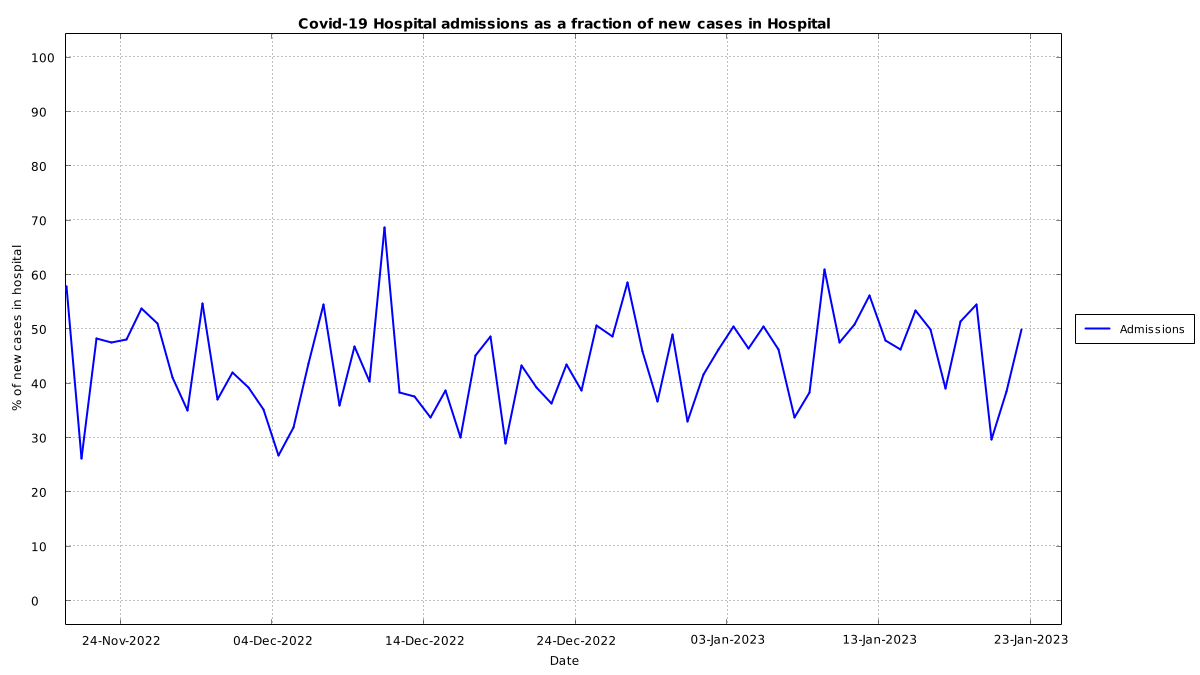 Covid-19 Hospital admissions as a fraction of new cases in Hospital
100
90
80
70
60
50
40
30
20
10
0
% of new cases in hospital
24-Nov-2022
04-Dec-2022
14-Dec-2022
24-Dec-2022
03-Jan-2023
13-Jan-2023
23-Jan-2023
Date
Admissions